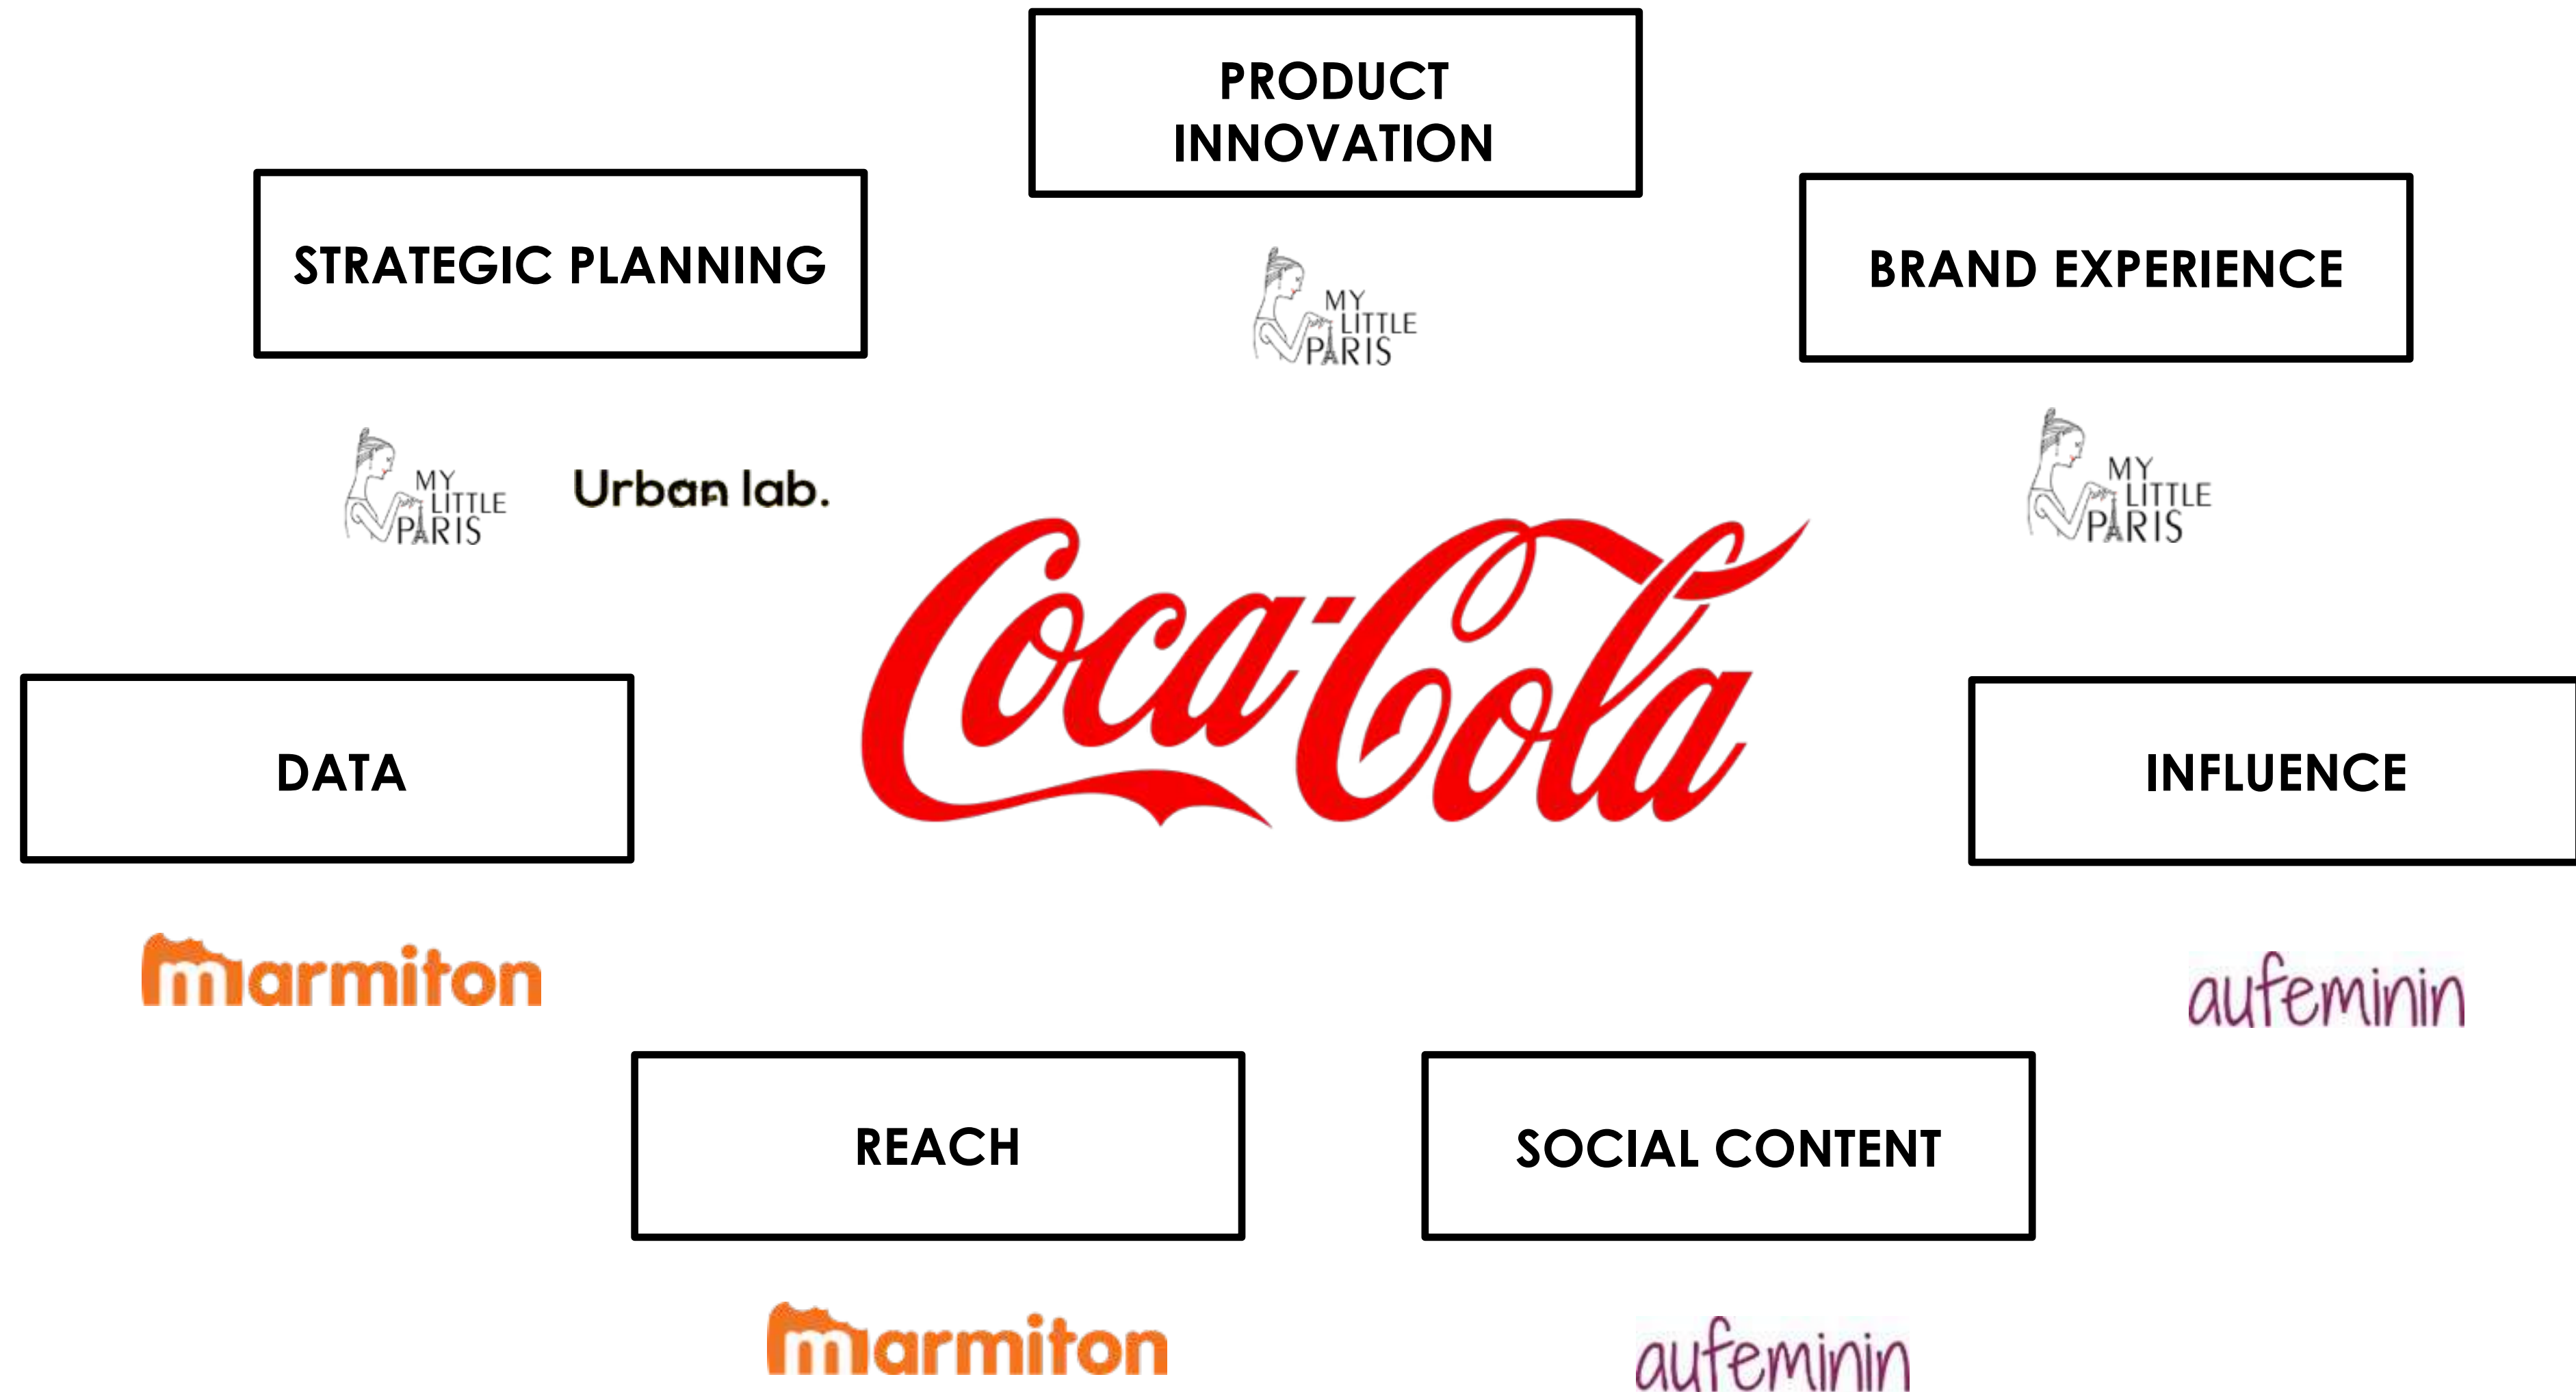 PRODUCT
INNOVATION
STRATEGIC PLANNING
BRAND EXPERIENCE
MY
LITTLE
PARIS
MY
LITTLE
PARIS
Urban lab.
MY
LITTLE
PARIS
Coca-Cola
DATA
INFLUENCE
marmiton
aufeminin
REACH
SOCIAL CONTENT
marmiton
aufeminin